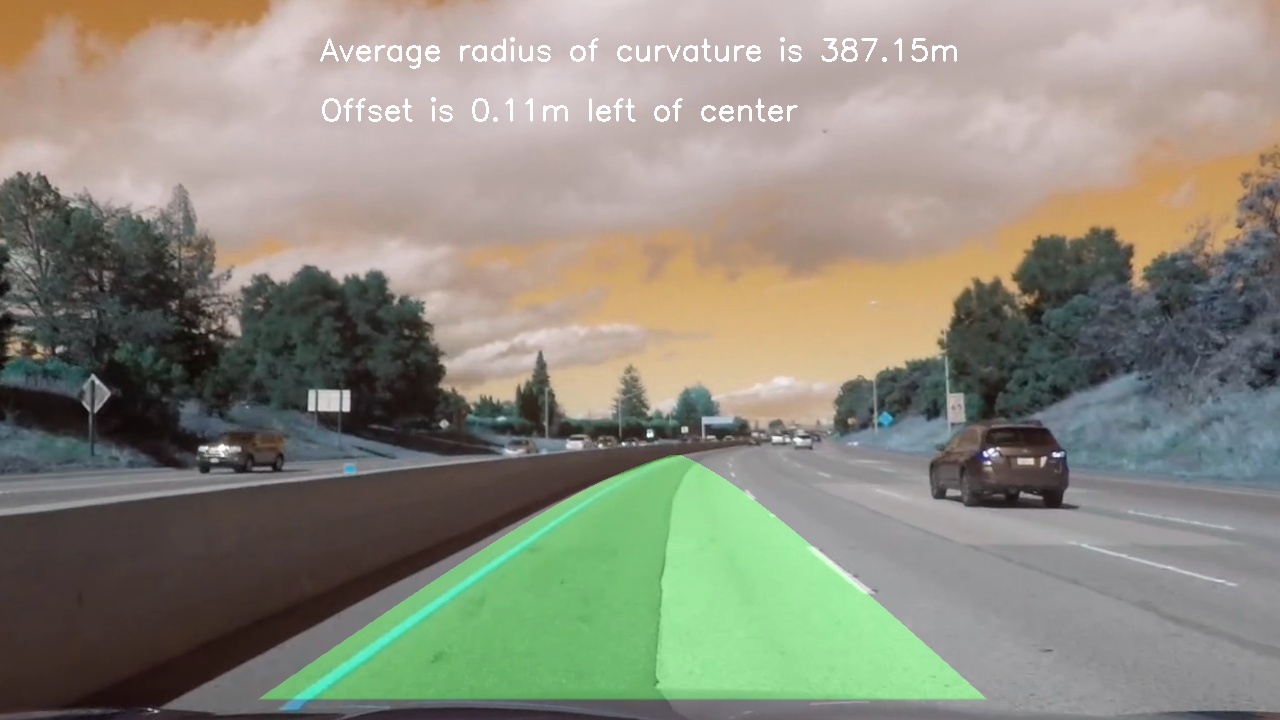 Average radius of curvature is 387.15m
Offset is 0.11m left of center